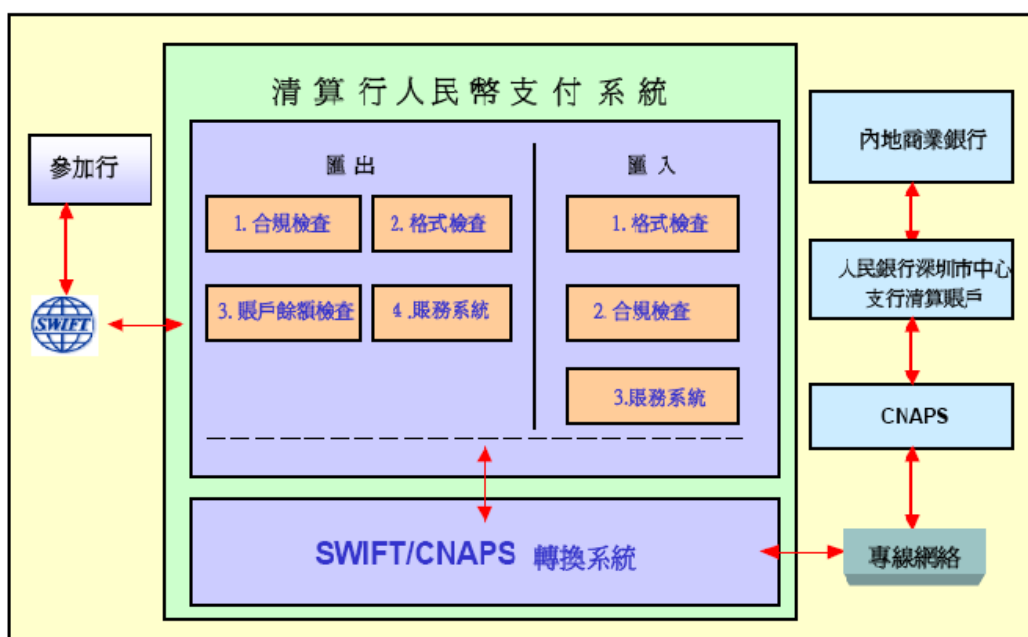 清算行人民幣支付系統
參加行
SWIFT
匯出
1. 合規檢查
2. 格式檢查
3. 賬戶餘額檢查
4. 賬務系統
匯入
1. 格式檢查
2. 合規檢查
3.賬務系統
SWIFT/CNAPS 轉換系統
內地商業銀行
人民銀行深圳市中心
支行清算賬戶
CNAPS
專線網絡